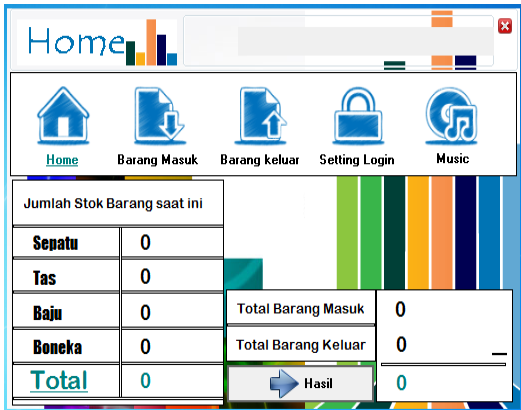 Home
Home
Barang Masuk
Barang keluar
Setting Login
Music
Jumlah Stok Barang saat ini
Sepatu 0
Tas 0
Baju 0
Boneka 0
Total 0
Total Barang Masuk 0
Total Barang Keluar 0
Hasil 0